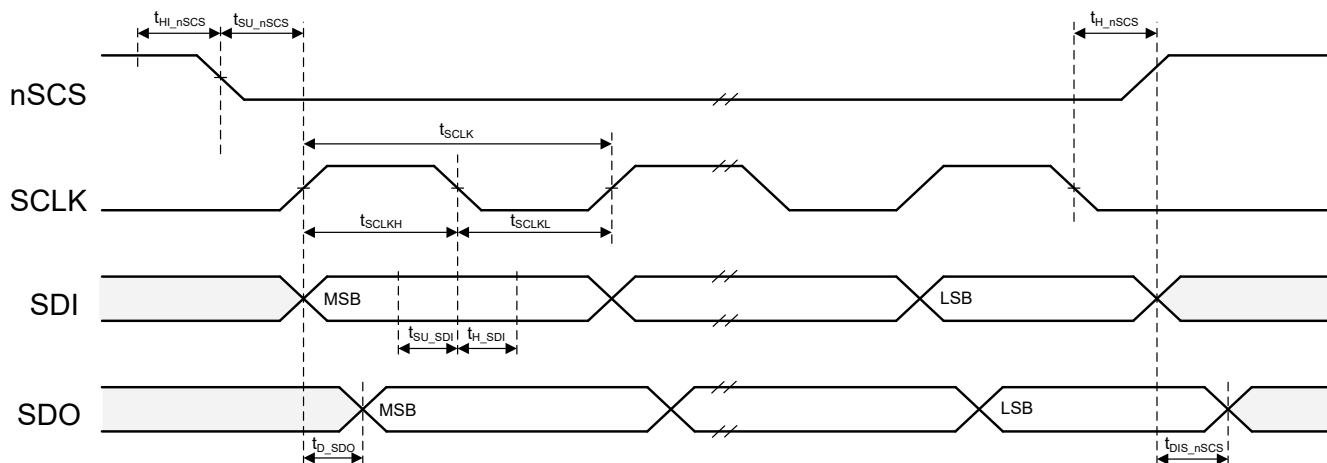 tHI_nSCS tSU_nSCS tH_nSCS
nSCS
tSCLK
SCLK
tSCLKH tSCLKL
SDI MSB LSB
tSU_SDI tH_SDI
SDO MSB LSB
tD_SDO tDIS_nSCS